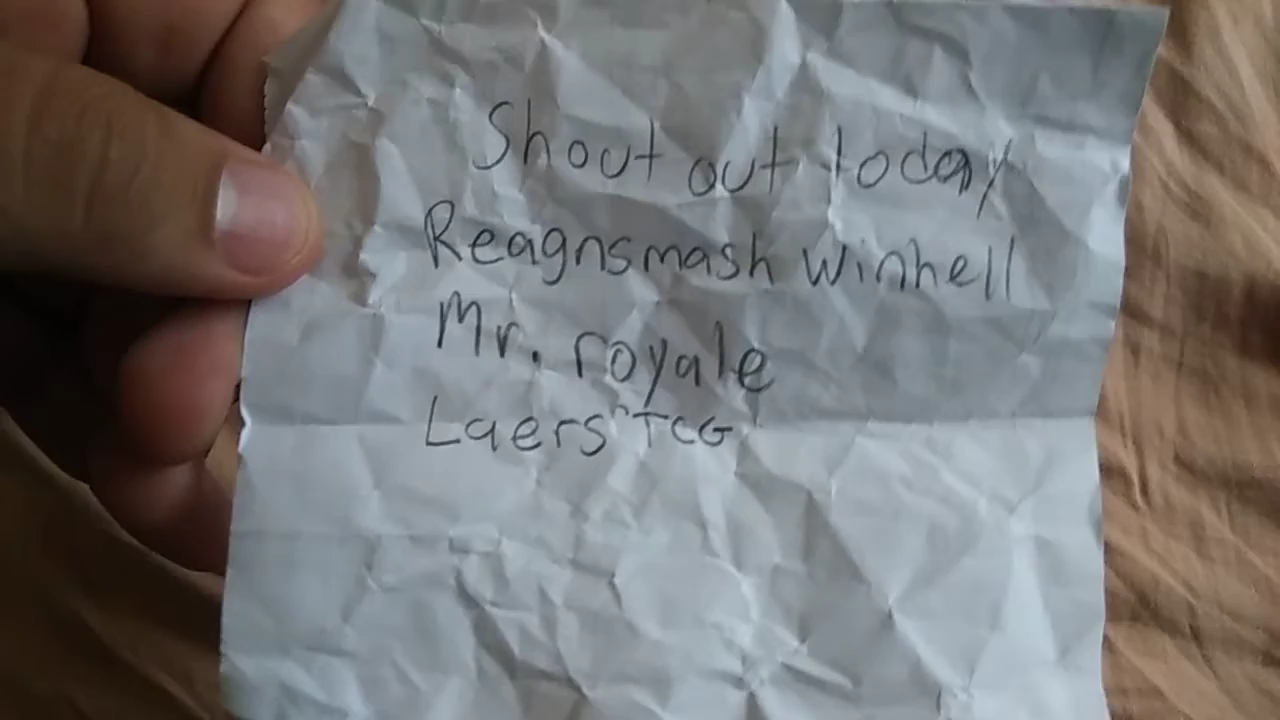 Shout out today
Reagnsmash Winhell
Mr. royale
Laers TCG